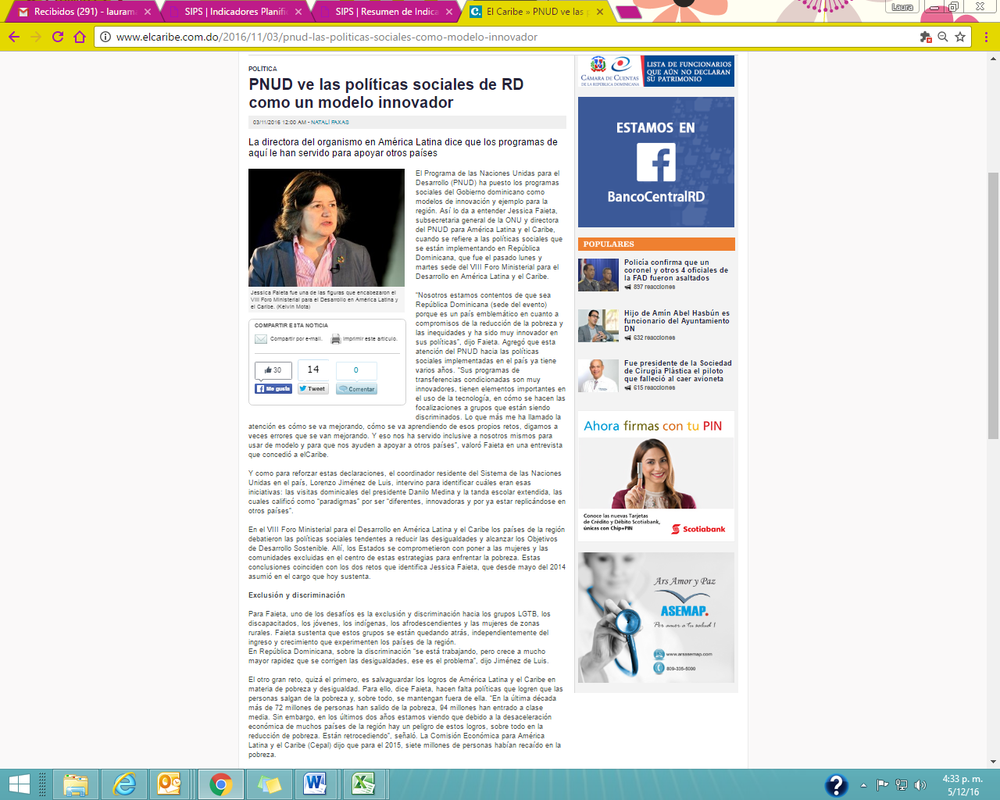 Recibidos (291) - laurama
SIPS | Indicadores Planifi
SIPS | Resumen de Indica
El Caribe » PNUD ve las p
Laura
www.elcaribe.com.do/2016/11/03/pnud-las-politicas-sociales-como-modelo-innovador
POLÍTICA
PNUD ve las políticas sociales de RD
como un modelo innovador
03/11/2016 12:00 AM - NATALÍ FAXAS
La directora del organismo en América Latina dice que los programas de
aquí le han servido para apoyar otros países
Jessica Faieta fue una de las figuras que encabezaron el
VIII Foro Ministerial para el Desarrollo en América Latina y
el Caribe. (Kelvin Mota)
COMPARTIR ESTA NOTICIA
Compartir por e-mail.
Imprimir este artículo.
30
14
0
Me gusta
Tweet
Comentar
El Programa de las Naciones Unidas para el
Desarrollo (PNUD) ha puesto los programas
sociales del Gobierno dominicano como
modelos de innovación y ejemplo para la
región. Así lo da a entender Jessica Faieta,
subsecretaria general de la ONU y directora
del PNUD para América Latina y el Caribe,
cuando se refiere a las políticas sociales que
se están implementando en República
Dominicana, que fue el pasado lunes y
martes sede del VIII Foro Ministerial para el
Desarrollo en América Latina y el Caribe.
“Nosotros estamos contentos de que sea
República Dominicana (sede del evento)
porque es un país emblemático en cuanto a
compromisos de la reducción de la pobreza y
las inequidades y ha sido muy innovador en
sus políticas”, dijo Faieta. Agregó que esta
atención del PNUD hacia las políticas
sociales implementadas en el país ya tiene
varios años. “Sus programas de
transferencias condicionadas son muy
innovadores, tienen elementos importantes en
el uso de la tecnología, en cómo se hacen las
focalizaciones a grupos que están siendo
discriminados. Lo que más me ha llamado la
atención es cómo se va mejorando, cómo se va aprendiendo de esos propios retos, digamos a
veces errores que se van mejorando. Y eso nos ha servido inclusive a nosotros mismos para
usar de modelo y para que nos ayuden a apoyar a otros países”, valoró Faieta en una entrevista
que concedió a elCaribe.
Y como para reforzar estas declaraciones, el coordinador residente del Sistema de las Naciones
Unidas en el país, Lorenzo Jiménez de Luis, intervino para identificar cuáles eran esas
iniciativas: las visitas dominicales del presidente Danilo Medina y la tanda escolar extendida, las
cuales calificó como “paradigmas” por ser “diferentes, innovadoras y por ya estar replicándose en
otros países”.
En el VIII Foro Ministerial para el Desarrollo en América Latina y el Caribe los países de la región
debatieron las políticas sociales tendentes a reducir las desigualdades y alcanzar los Objetivos
de Desarrollo Sostenible. Allí, los Estados se comprometieron con poner a las mujeres y las
comunidades excluidas en el centro de estas estrategias para enfrentar la pobreza. Estas
conclusiones coinciden con los dos retos que identifica Jessica Faieta, que desde mayo del 2014
asumió en el cargo que hoy sustenta.
Exclusión y discriminación
Para Faieta, uno de los desafíos es la exclusión y discriminación hacia los grupos LGTB, los
discapacitados, los jóvenes, los indígenas, los afrodescendientes y las mujeres de zonas
rurales. Faieta sustenta que estos grupos se están quedando atrás, independientemente del
ingreso y crecimiento que experimenten los países de la región.
En República Dominicana, sobre la discriminación “se está trabajando, pero crece a mucho
mayor rapidez que se corrigen las desigualdades, ese es el problema”, dijo Jiménez de Luis.
El otro gran reto, quizá el primero, es salvaguardar los logros de América Latina y el Caribe en
materia de pobreza y desigualdad. Para ello, dice Faieta, hacen falta políticas que logren que las
personas salgan de la pobreza y, sobre todo, se mantengan fuera de ella. “En la última década
más de 72 millones de personas han salido de la pobreza, 94 millones han entrado a clase
media. Sin embargo, en los últimos dos años estamos viendo que debido a la desaceleración
económica de muchos países de la región hay un peligro de estos logros, sobre todo en la
reducción de pobreza. Están retrocediendo”, señaló. La Comisión Económica para América
Latina y el Caribe (Cepal) dijo que para el 2015, siete millones de personas habían recaído en la
pobreza.
CÁMARA DE CUENTAS
DE LA REPÚBLICA DOMINICANA
LISTA DE FUNCIONARIOS
QUE AÚN NO DECLARAN
SU PATRIMONIO
ESTAMOS EN
BancoCentralRD
POPULARES
Policía confirma que un
coronel y otros 4 oficiales de
la FAD fueron asaltados
897 reacciones
Hijo de Amín Abel Hasbún es
funcionario del Ayuntamiento
DN
632 reacciones
Fue presidente de la Sociedad
de Cirugía Plástica el piloto
que falleció al caer avioneta
615 reacciones
Ahora firmas con tu PIN
Conoce las nuevas Tarjetas
de Crédito y Débito Scotiabank,
únicas con Chip+PIN
Scotiabank
Ars Amor y Paz
ASEMAP.
Por amor a tu salud !
www.arsasemap.com
809-335-5000
4:33 p. m.
5/12/16